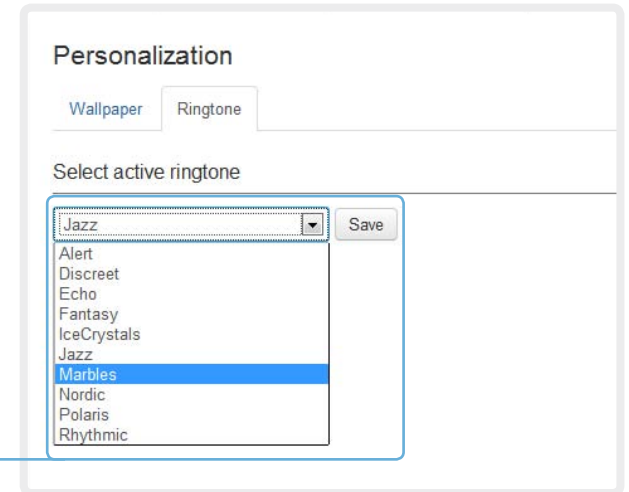 Personalization
Wallpaper Ringtone
Select active ringtone
Jazz Save
Alert
Discreet
Echo
Fantasy
IceCrystals
Jazz
Marbles
Nordic
Polaris
Rhythmic